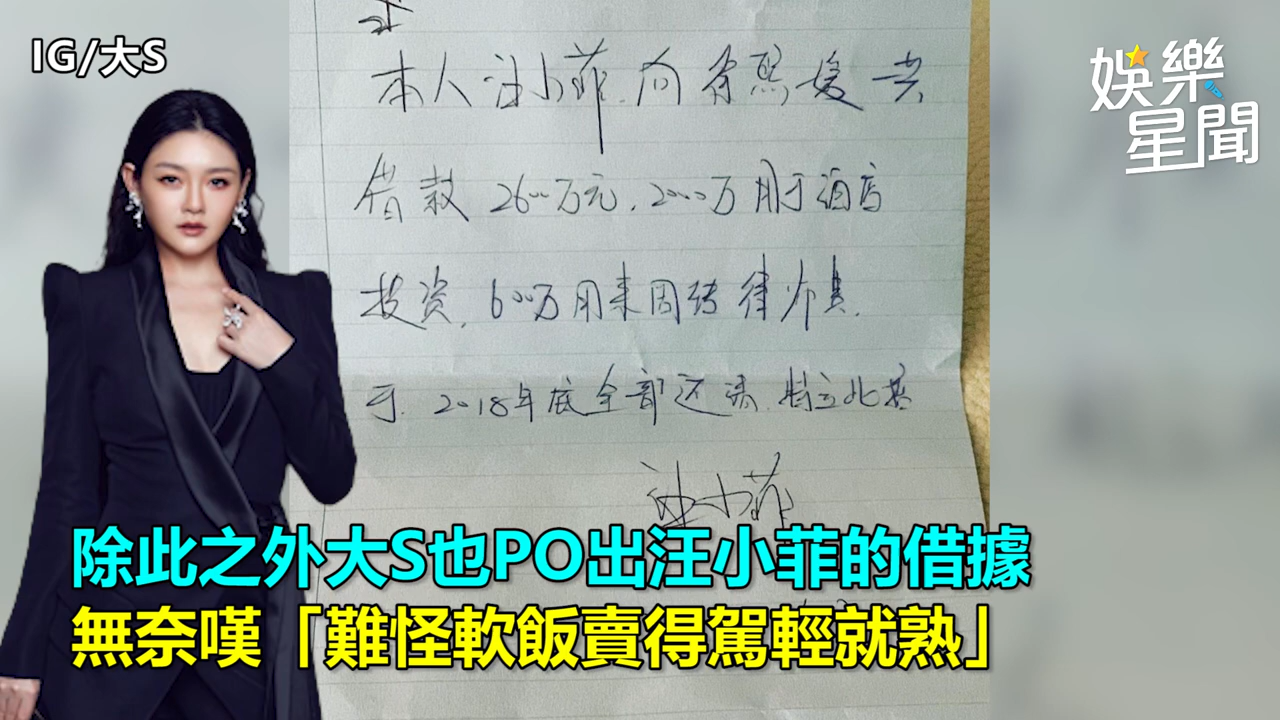 IG/大S
娛樂
星聞
本人汪小菲,向徐熙媛共
借款2600万元,2000万用于酒店
投资,600万用来周转律师费,
于,2018年底全部还清,特立此据
汪小菲
除此之外大S也PO出汪小菲的借據
無奈嘆「難怪軟飯賣得駕輕就熟」